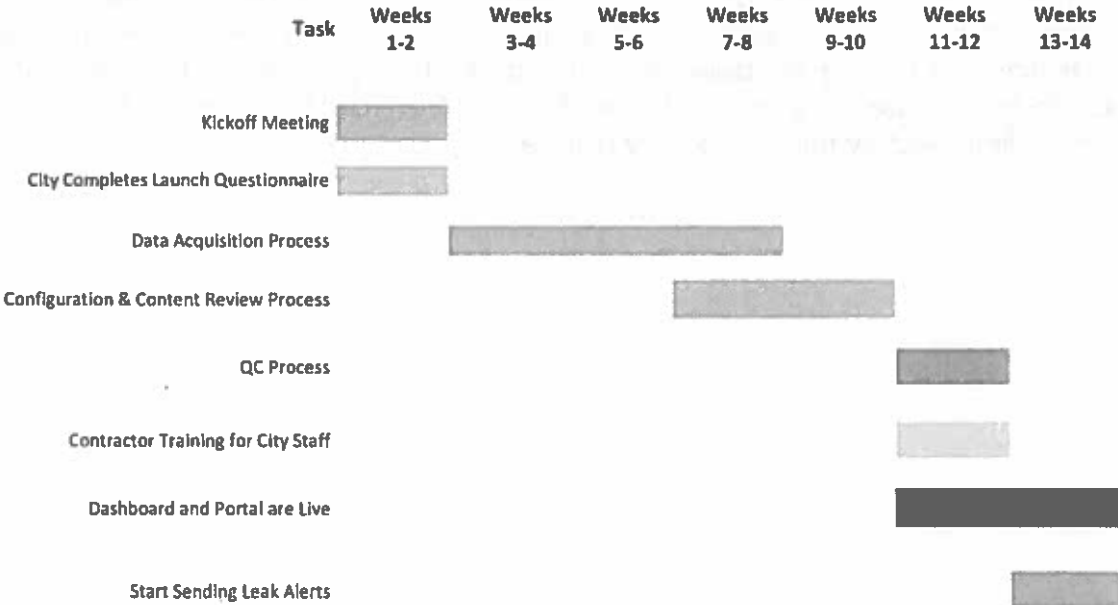 Task
Weeks 1-2
Weeks 3-4
Weeks 5-6
Weeks 7-8
Weeks 9-10
Weeks 11-12
Weeks 13-14
Kickoff Meeting
City Completes Launch Questionnaire
Data Acquisition Process
Configuration & Content Review Process
QC Process
Contractor Training for City Staff
Dashboard and Portal are Live
Start Sending Leak Alerts